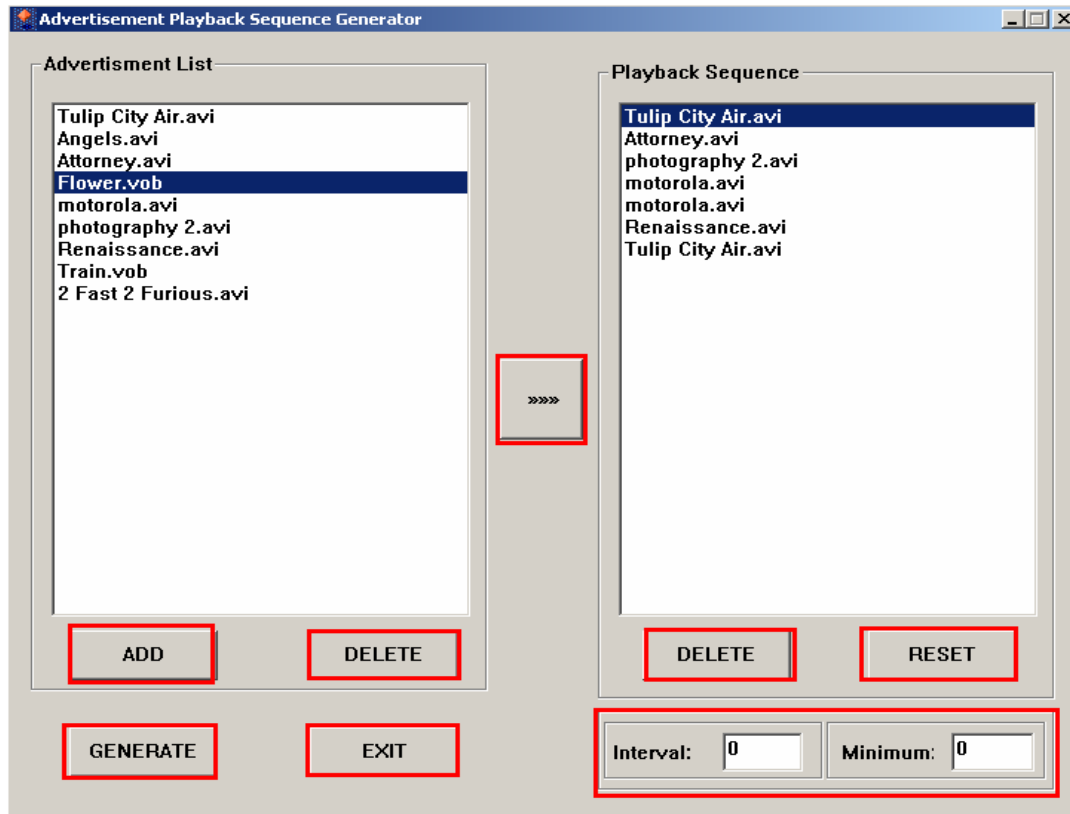 Advertisement Playback Sequence Generator
Advertisment List
Tulip City Air.avi
Angels.avi
Attorney.avi
Flower.vob
motorola.avi
photography 2.avi
Renaissance.avi
Train.vob
2 Fast 2 Furious.avi
ADD
DELETE
GENERATE
EXIT
»»»
Playback Sequence
Tulip City Air.avi
Attorney.avi
photography 2.avi
motorola.avi
motorola.avi
Renaissance.avi
Tulip City Air.avi
DELETE
RESET
Interval: 0
Minimum: 0